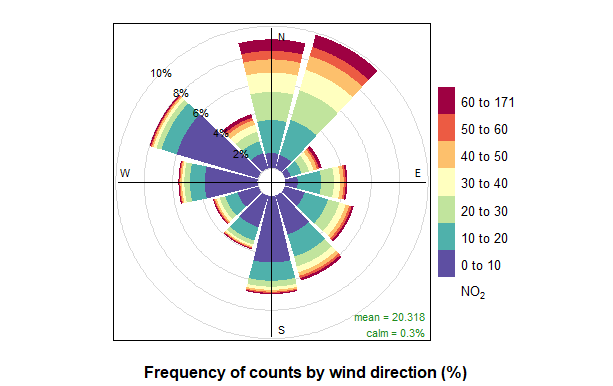 N
10%
8%
6%
4%
2%
W
E
S
mean = 20.318
calm = 0.3%
60 to 171
50 to 60
40 to 50
30 to 40
20 to 30
10 to 20
0 to 10
NO₂
Frequency of counts by wind direction (%)